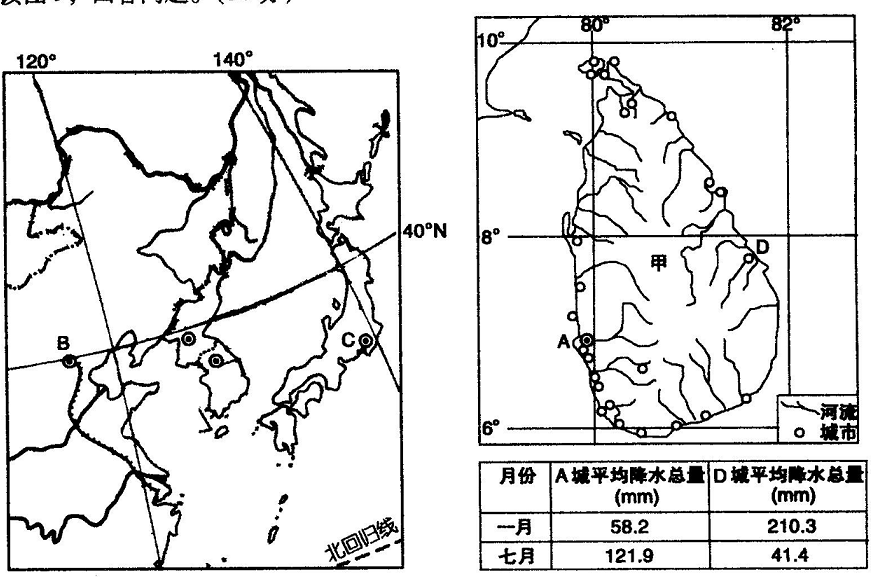 120°
140°
40°N
B
C
北回归线
80°
82°
10°
8°
6°
甲
D
A
河流
城市
月份 A城平均降水总量(mm) D城平均降水总量(mm)
一月 58.2 210.3
七月 121.9 41.4